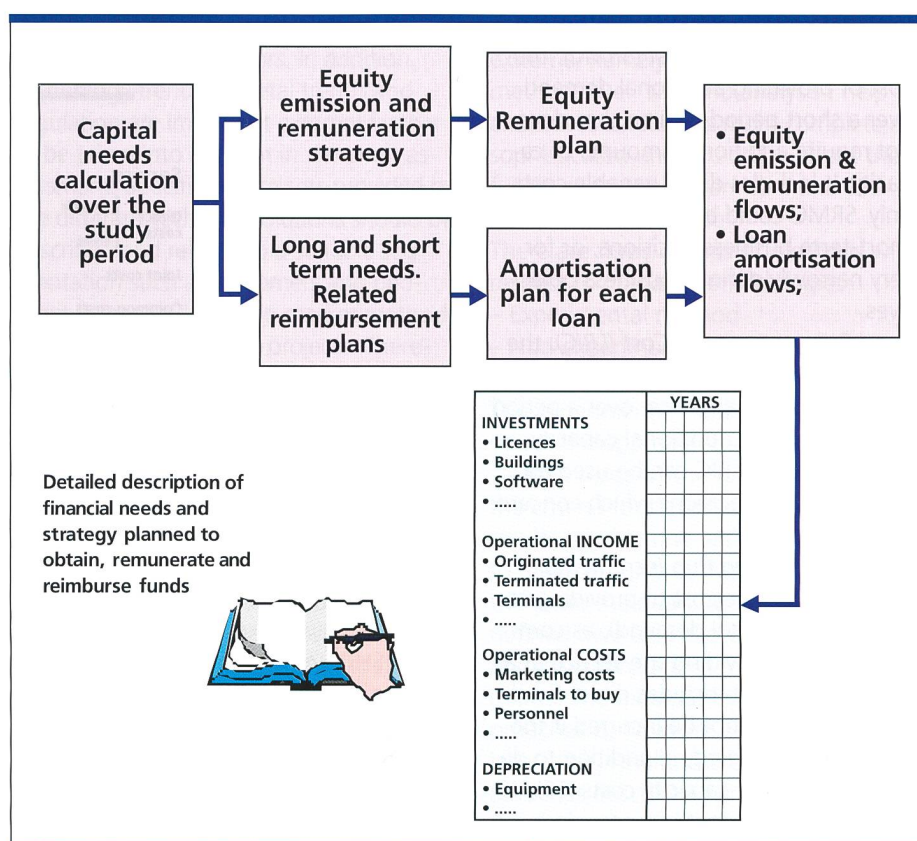 Capital
needs
calculation
over the
study
period
Equity
emission and
remuneration
strategy
Equity
Remuneration
plan
• Equity
emission &
remuneration
flows;
• Loan
amortisation
flows;
Long and short
term needs.
Related
reimbursement
plans
Amortisation
plan for each
loan
Detailed description of
financial needs and
strategy planned to
obtain, remunerate and
reimburse funds
YEARS
INVESTMENTS
• Licences
• Buildings
• Software
• .....
Operational INCOME
• Originated traffic
• Terminated traffic
• Terminals
• .....
Operational COSTS
• Marketing costs
• Terminals to buy
• Personnel
• .....
DEPRECIATION
• Equipment
• .....